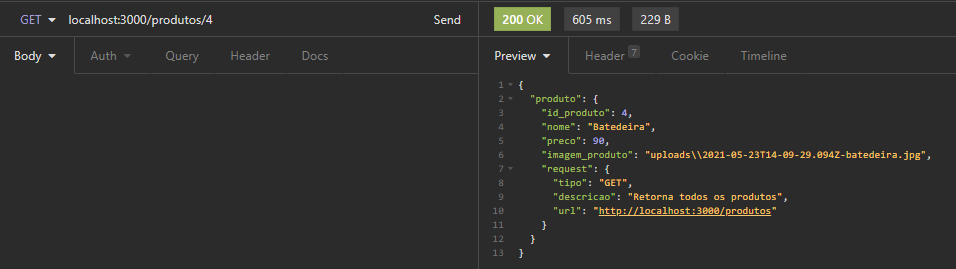 GET localhost:3000/produtos/4 Send 200 OK 605 ms 229 B
Body Auth Query Header Docs Preview Header 7 Cookie Timeline
1 {
2 "produto": {
3 "id_produto": 4,
4 "nome": "Batedeira",
5 "preco": 90,
6 "imagem_produto": "uploads\\2021-05-23T14-09-29.094Z-batedeira.jpg",
7 "request": {
8 "tipo": "GET",
9 "descricao": "Retorna todos os produtos",
10 "url": "http://localhost:3000/produtos"
11 }
12 }
13 }